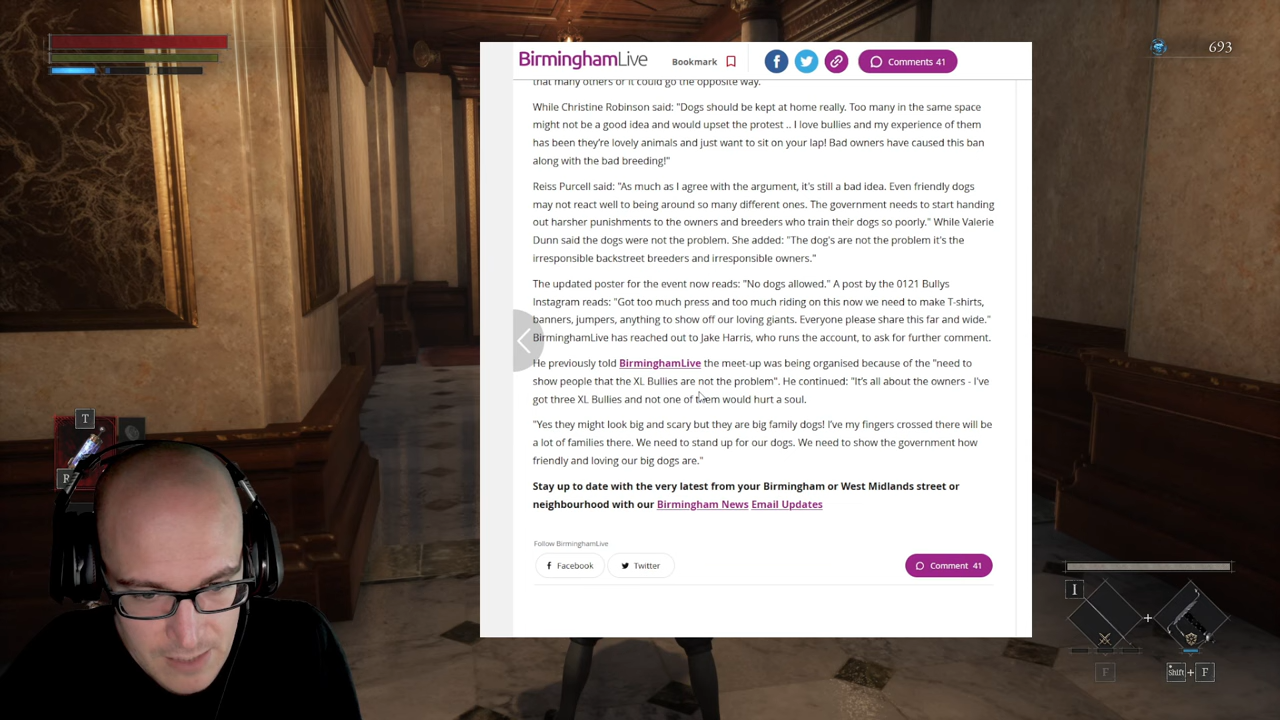 693
BirminghamLive
Bookmark
Comments 41
that many others or it could go the opposite way.
While Christine Robinson said: "Dogs should be kept at home really. Too many in the same space
might not be a good idea and would upset the protest .. I love bullies and my experience of them
has been they're lovely animals and just want to sit on your lap! Bad owners have caused this ban
along with the bad breeding!"
Reiss Purcell said: "As much as I agree with the argument, it's still a bad idea. Even friendly dogs
may not react well to being around so many different ones. The government needs to start handing
out harsher punishments to the owners and breeders who train their dogs so poorly." While Valerie
Dunn said the dogs were not the problem. She added: "The dog's are not the problem it's the
irresponsible backstreet breeders and irresponsible owners."
The updated poster for the event now reads: "No dogs allowed." A post by the 0121 Bullys
Instagram reads: "Got too much press and too much riding on this now we need to make T-shirts,
banners, jumpers, anything to show off our loving giants. Everyone please share this far and wide."
BirminghamLive has reached out to Jake Harris, who runs the account, to ask for further comment.
He previously told BirminghamLive the meet-up was being organised because of the "need to
show people that the XL Bullies are not the problem". He continued: "It's all about the owners - I've
got three XL Bullies and not one of them would hurt a soul.
"Yes they might look big and scary but they are big family dogs! I've my fingers crossed there will be
a lot of families there. We need to stand up for our dogs. We need to show the government how
friendly and loving our big dogs are."
Stay up to date with the very latest from your Birmingham or West Midlands street or
neighbourhood with our Birmingham News Email Updates
Follow BirminghamLive
Facebook
Twitter
Comment 41
T
R
I
F
Shift + F